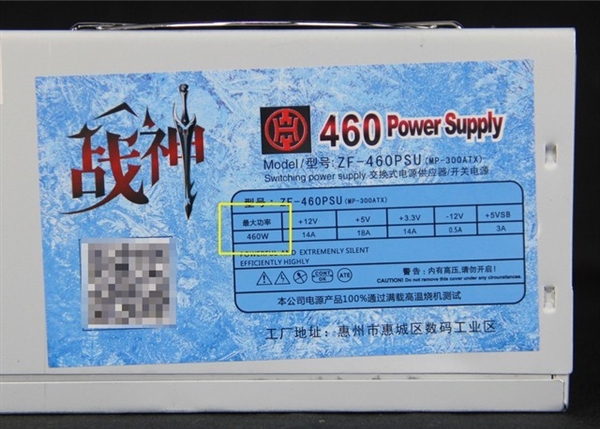 战神
460 Power Supply
Model/型号: ZF-460PSU(MP-300ATX)
Switching power supply 交换式电源供应器/开关电源
型号: ZF-460PSU(MP-300ATX)
最大功率 +12V +5V +3.3V -12V +5VSB
460W 14A 18A 14A 0.5A 3A
POWERFUL AND EXTREMENLY SILENT
EFFICIENTLY HIGHLY
警告:内有高压,请勿开启!
CAUTION! Do not remove this cover under any circumstances!
本公司电源产品100%通过满载高温烧机测试
工厂地址: 惠州市惠城区数码工业区